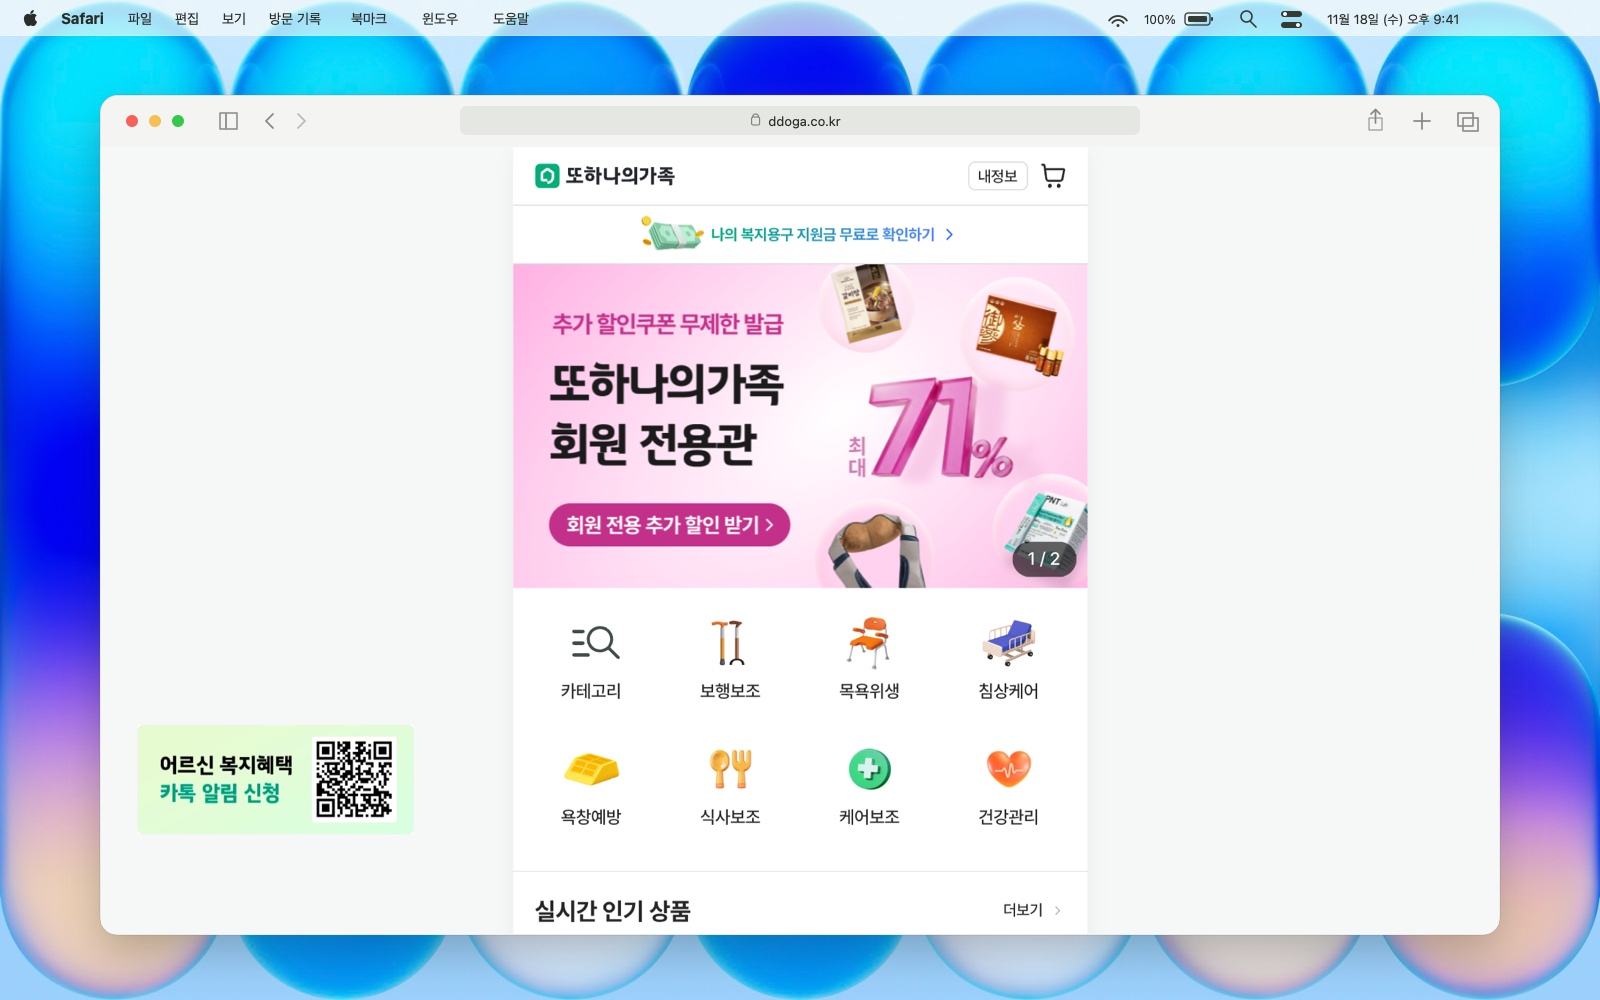 Safari 파일 편집 보기 방문 기록 북마크 윈도우 도움말 100% 11월 18일 (수) 오후 9:41
ddoga.co.kr
또하나의가족 내정보
나의 복지용구 지원금 무료로 확인하기
추가 할인쿠폰 무제한 발급
또하나의가족
회원 전용관
최대 71%
회원 전용 추가 할인 받기
PNT
1 / 2
카테고리 보행보조 목욕위생 침상케어
욕창예방 식사보조 케어보조 건강관리
어르신 복지혜택
카톡 알림 신청
실시간 인기 상품 더보기